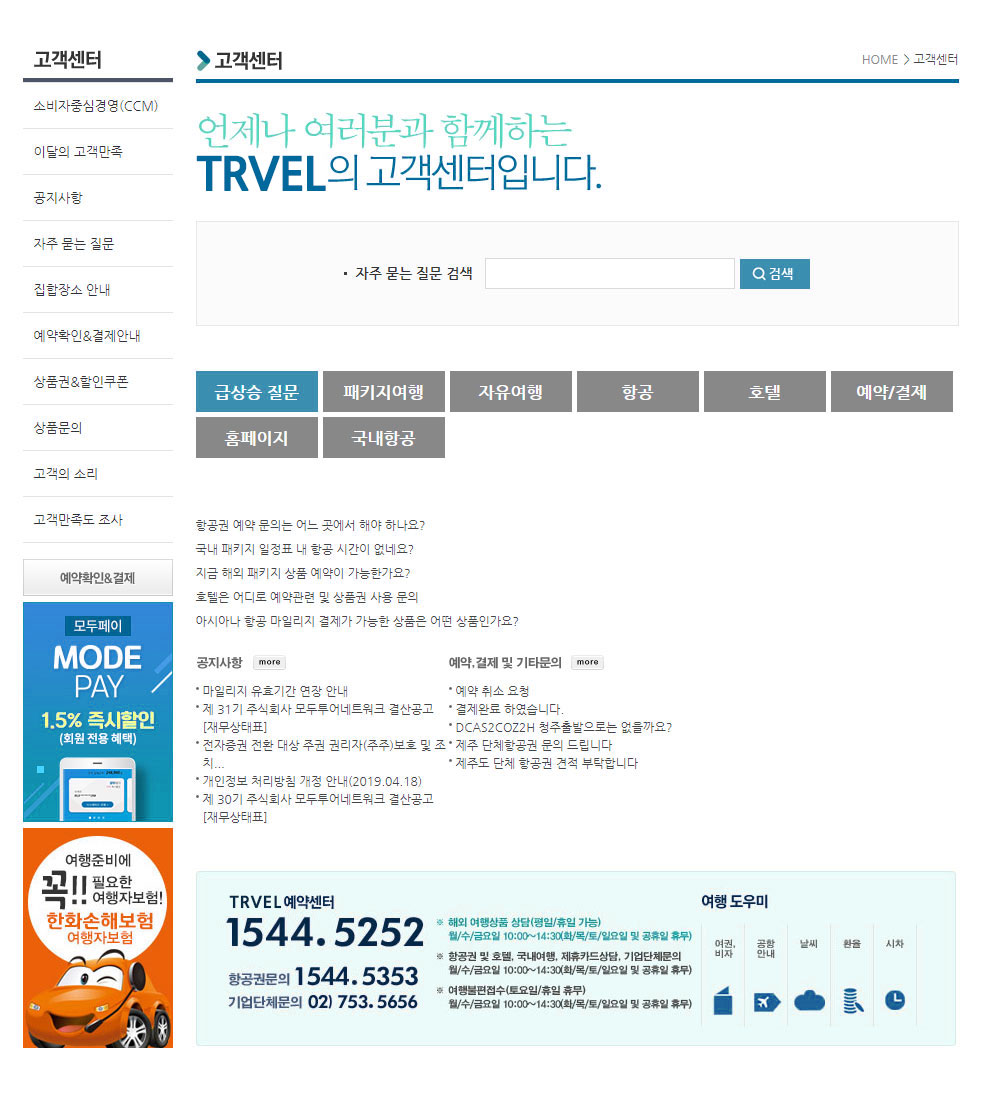 고객센터
소비자중심경영(CCM)
이달의 고객만족
공지사항
자주 묻는 질문
집합장소 안내
예약확인&결제안내
상품권&할인쿠폰
상품문의
고객의 소리
고객만족도 조사
예약확인&결제
모두페이
MODE
PAY
1.5% 즉시할인
(회원 전용 혜택)
여행준비에
꼭!! 필요한
여행자보험!
한화손해보험
여행자보험
고객센터
HOME > 고객센터
언제나 여러분과 함께하는
TRVEL의 고객센터입니다.
자주 묻는 질문 검색
검색
급상승 질문 패키지여행 자유여행 항공 호텔 예약/결제
홈페이지 국내항공
항공권 예약 문의는 어느 곳에서 해야 하나요?
국내 패키지 일정표 내 항공 시간이 없네요?
지금 해외 패키지 상품 예약이 가능한가요?
호텔은 어디로 예약관련 및 상품권 사용 문의
아시아나 항공 마일리지 결제가 가능한 상품은 어떤 상품인가요?
공지사항 more
마일리지 유효기간 연장 안내
제 31기 주식회사 모두투어네트워크 결산공고
[재무상태표]
전자증권 전환 대상 주권 권리자(주주)보호 및 조
치...
개인정보 처리방침 개정 안내(2019.04.18)
제 30기 주식회사 모두투어네트워크 결산공고
[재무상태표]
예약,결제 및 기타문의 more
예약 취소 요청
결제완료 하였습니다.
DCAS2COZ2H 청주출발으로는 없을까요?
제주 단체항공권 문의 드립니다
제주도 단체 항공권 견적 부탁합니다
TRVEL 예약센터
1544.5252
항공권문의 1544.5353
기업단체문의 02) 753.5656
※ 해외 여행상품 상담(평일/휴일 가능)
월/수/금요일 10:00~14:30(화/목/토/일요일 및 공휴일 휴무)
※ 항공권 및 호텔, 국내여행, 제휴카드상담, 기업단체문의
월/수/금요일 10:00~14:30(화/목/토/일요일 및 공휴일 휴무)
※ 여행불편접수(토요일/휴일 휴무)
월/수/금요일 10:00~14:30(화/목/토/일요일 및 공휴일 휴무)
여행 도우미
여권,
비자
공항
안내
날씨
환율
시차